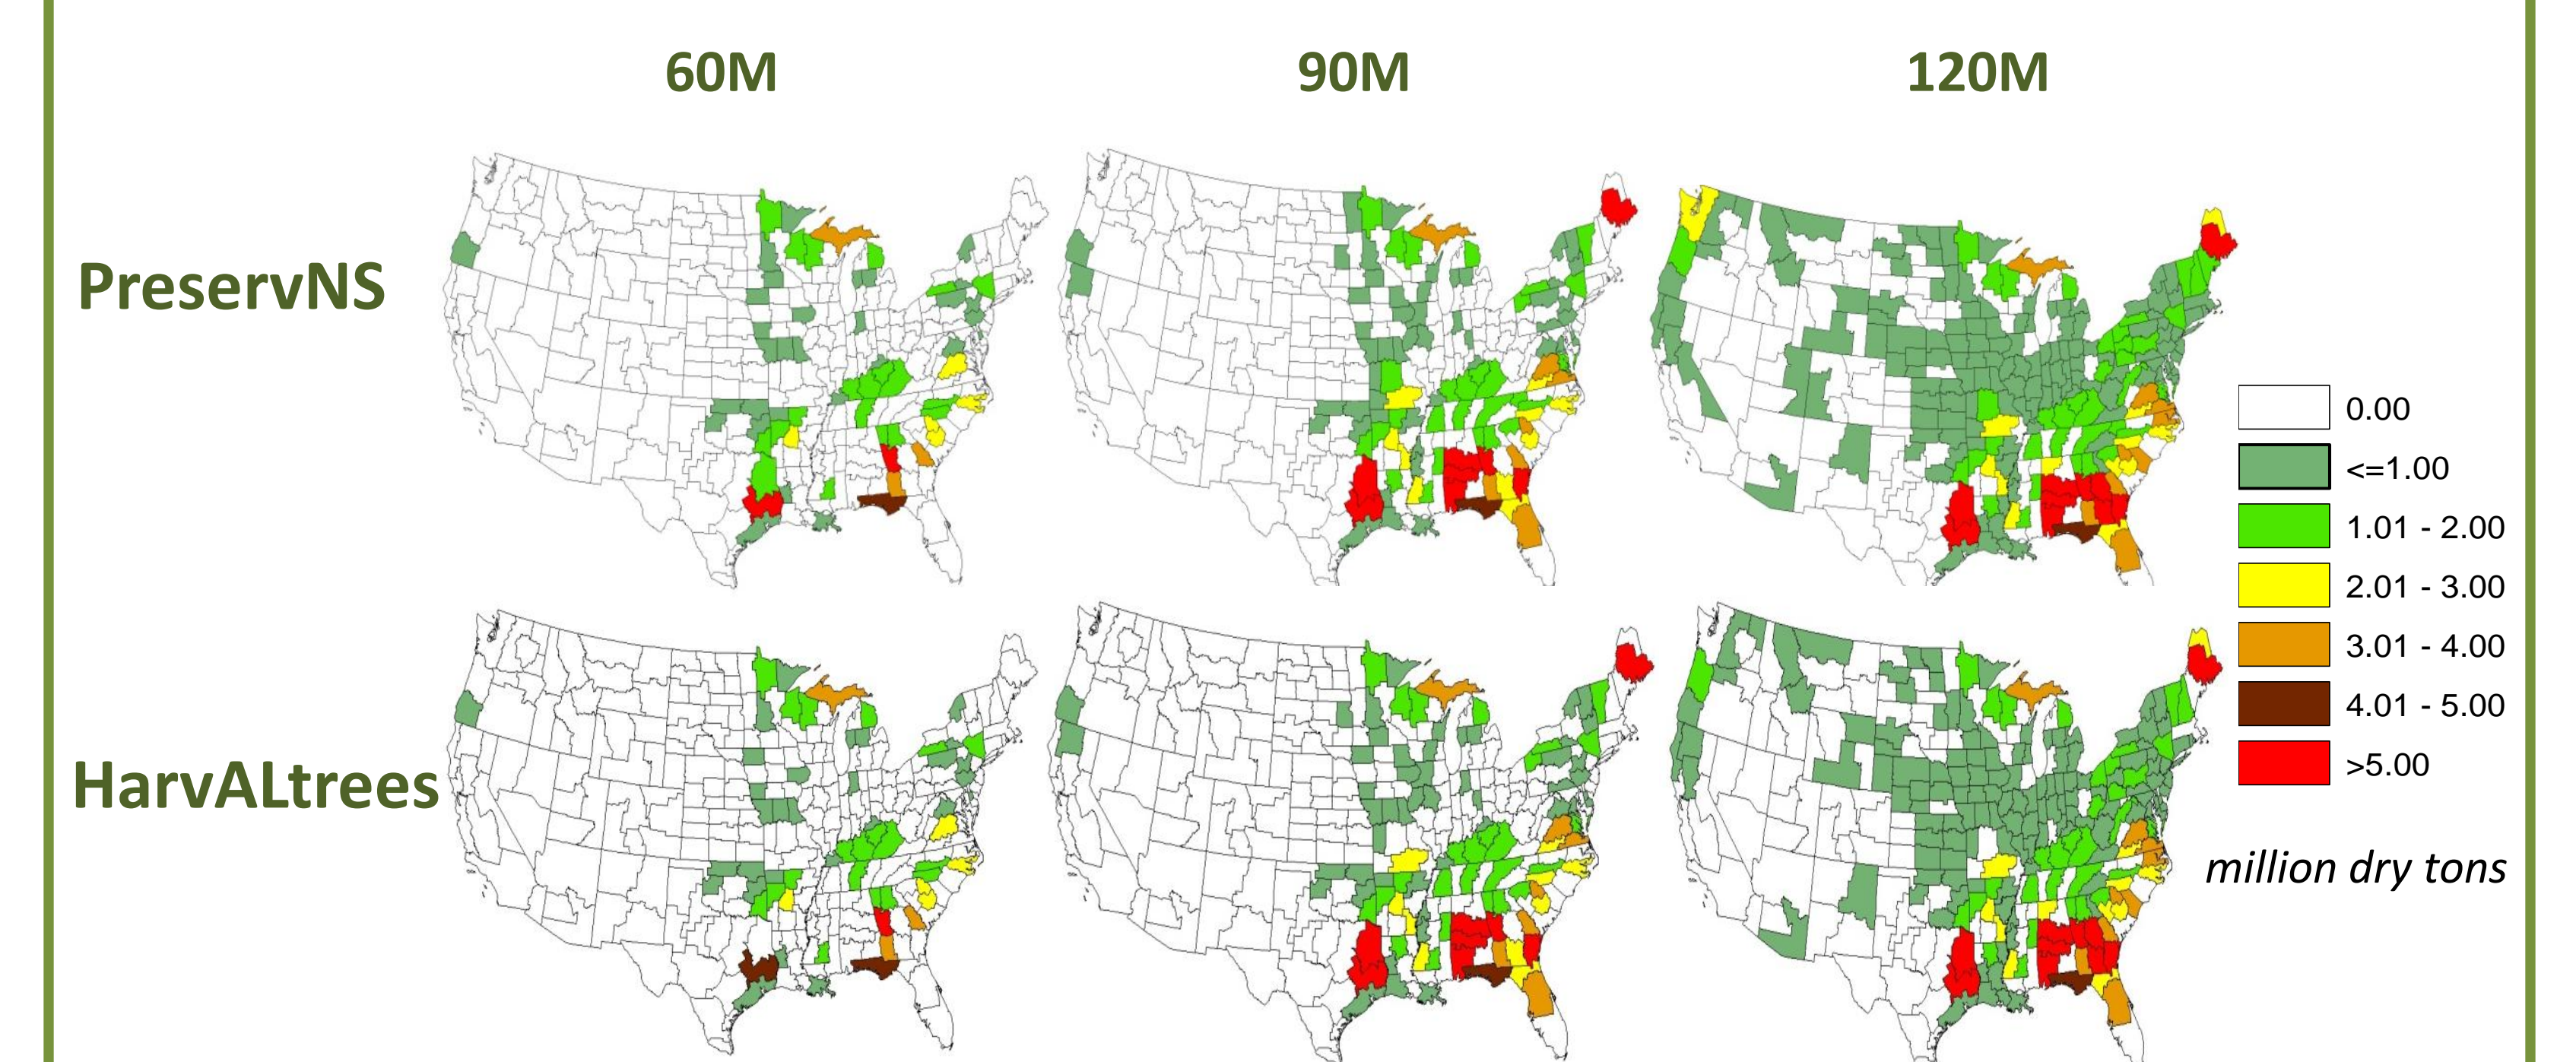 60M 90M 120M
PreservNS
0.00
<=1.00
1.01 - 2.00
2.01 - 3.00
3.01 - 4.00
4.01 - 5.00
>5.00
HarvALtrees
million dry tons